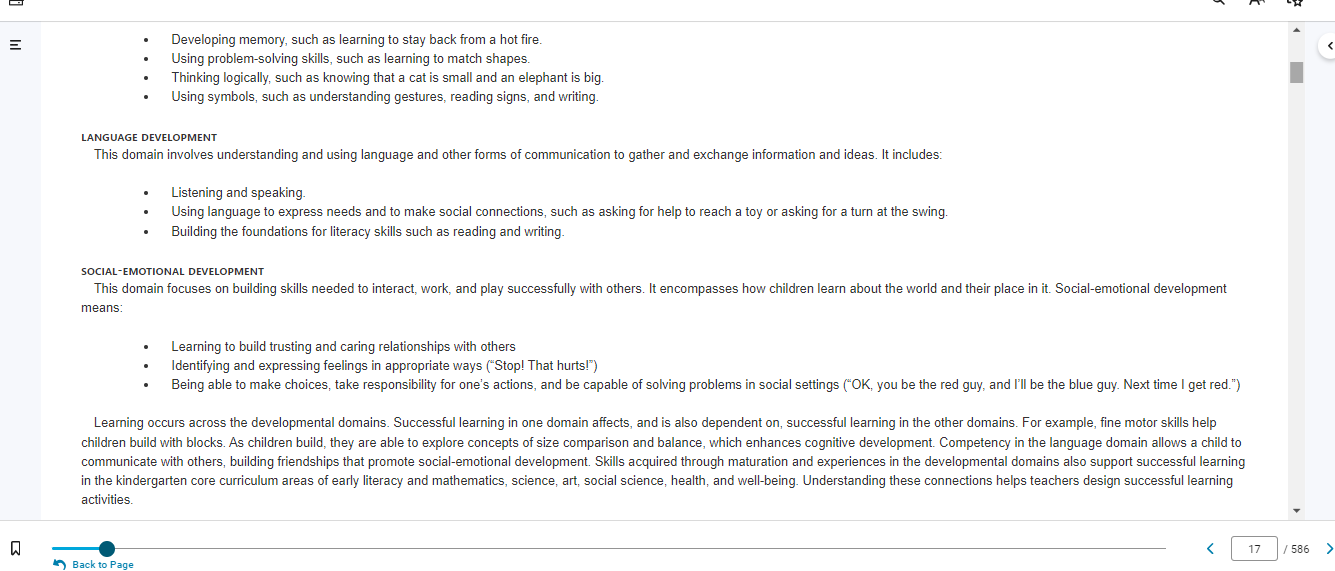 • Developing memory, such as learning to stay back from a hot fire.
• Using problem-solving skills, such as learning to match shapes.
• Thinking logically, such as knowing that a cat is small and an elephant is big.
• Using symbols, such as understanding gestures, reading signs, and writing.
LANGUAGE DEVELOPMENT
This domain involves understanding and using language and other forms of communication to gather and exchange information and ideas. It includes:
• Listening and speaking.
• Using language to express needs and to make social connections, such as asking for help to reach a toy or asking for a turn at the swing.
• Building the foundations for literacy skills such as reading and writing.
SOCIAL-EMOTIONAL DEVELOPMENT
This domain focuses on building skills needed to interact, work, and play successfully with others. It encompasses how children learn about the world and their place in it. Social-emotional development
means:
• Learning to build trusting and caring relationships with others
• Identifying and expressing feelings in appropriate ways (“Stop! That hurts!”)
• Being able to make choices, take responsibility for one’s actions, and be capable of solving problems in social settings (“OK, you be the red guy, and I’ll be the blue guy. Next time I get red.”)
Learning occurs across the developmental domains. Successful learning in one domain affects, and is also dependent on, successful learning in the other domains. For example, fine motor skills help
children build with blocks. As children build, they are able to explore concepts of size comparison and balance, which enhances cognitive development. Competency in the language domain allows a child to
communicate with others, building friendships that promote social-emotional development. Skills acquired through maturation and experiences in the developmental domains also support successful learning
in the kindergarten core curriculum areas of early literacy and mathematics, science, art, social science, health, and well-being. Understanding these connections helps teachers design successful learning
activities.
17 / 586
Back to Page